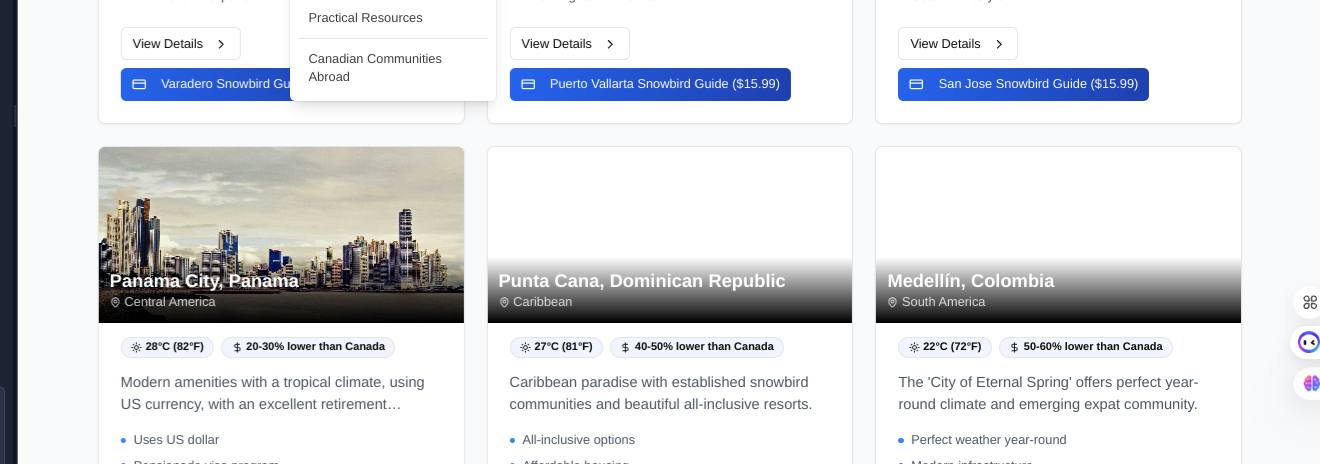 Practical Resources
Canadian Communities
Abroad
View Details
View Details
View Details
Varadero Snowbird Gu
Puerto Vallarta Snowbird Guide ($15.99)
San Jose Snowbird Guide ($15.99)
Panama City, Panama
Central America
28°C (82°F)
20-30% lower than Canada
Modern amenities with a tropical climate, using
US currency, with an excellent retirement…
Uses US dollar
Punta Cana, Dominican Republic
Caribbean
27°C (81°F)
40-50% lower than Canada
Caribbean paradise with established snowbird
communities and beautiful all-inclusive resorts.
All-inclusive options
Affordable housing
Medellín, Colombia
South America
22°C (72°F)
50-60% lower than Canada
The 'City of Eternal Spring' offers perfect year-
round climate and emerging expat community.
Perfect weather year-round
Modern infrastructure